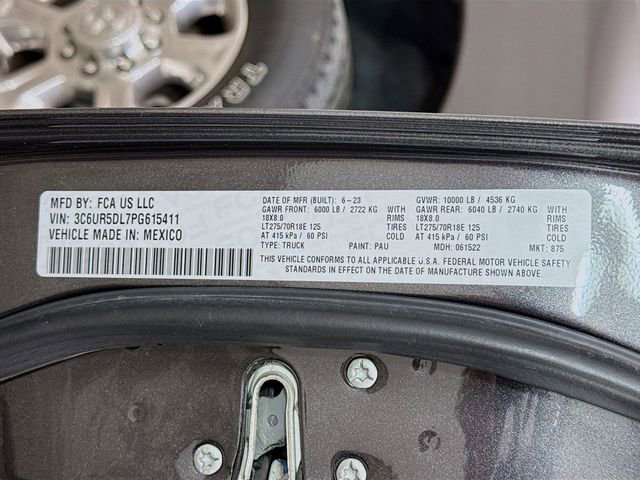 TRA
MFD BY: FCA US LLC
VIN: 3C6UR5DL7PG615411
VEHICLE MADE IN: MEXICO
DATE OF MFR (BUILT): 6-23
GAWR FRONT: 6000 LB / 2722 KG WITH
18X8.0 RIMS
LT275/70R18E 125 TIRES
AT 415 kPa / 60 PSI COLD
TYPE: TRUCK PAINT: PAU
GVWR: 10000 LB / 4536 KG
GAWR REAR: 6040 LB / 2740 KG WITH
18X8.0 RIMS
LT275/70R18E 125 TIRES
AT 415 kPa / 60 PSI COLD
MDH: 061522 MKT: 875
THIS VEHICLE CONFORMS TO ALL APPLICABLE U.S.A. FEDERAL MOTOR VEHICLE SAFETY
STANDARDS IN EFFECT ON THE DATE OF MANUFACTURE SHOWN ABOVE.